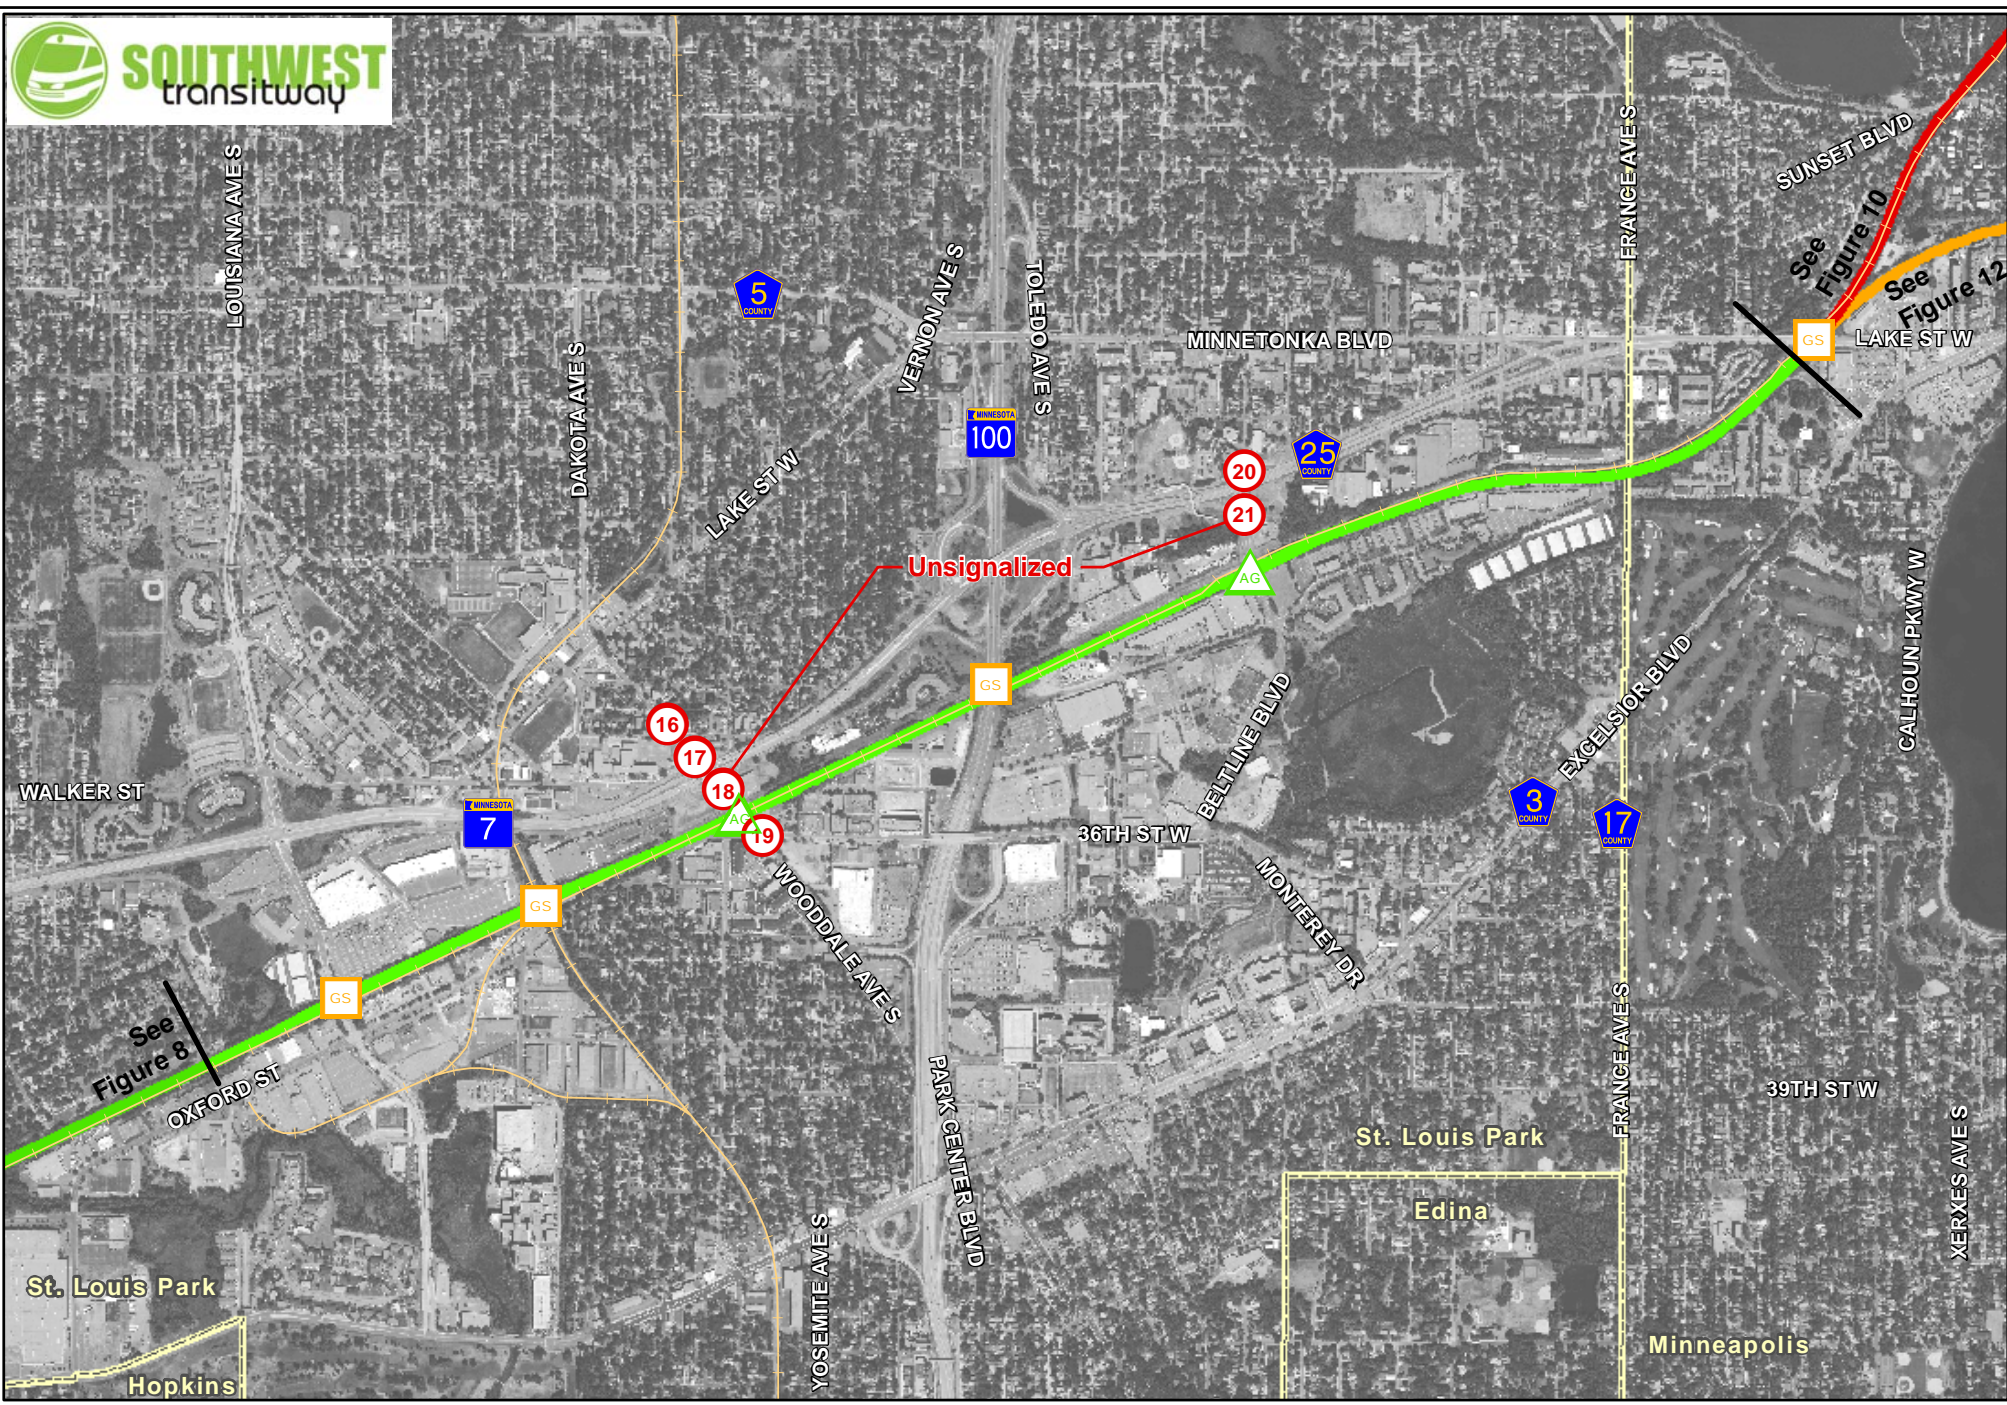 SOUTHWEST
transitway
LOUISIANA AVE S
DAKOTA AVE S
5
COUNTY
LAKE ST W
VERNON AVE S
TOLEDO AVE S
MINNESOTA
100
MINNETONKA BLVD
FRANCE AVE S
SUNSET BLVD
See
Figure 10
See
Figure 12
GS
LAKE ST W
20
25
COUNTY
21
Unsignalized
AG
GS
16
17
18
AG
19
WALKER ST
MINNESOTA
7
GS
GS
36TH ST W
BELTLINE BLVD
EXCELSIOR BLVD
CALHOUN PKWY W
3
COUNTY
17
COUNTY
MONTEREY DR
WOODDALE AVE S
See
Figure 8
OXFORD ST
PARK CENTER BLVD
FRANCE AVE S
39TH ST W
XERXES AVE S
St. Louis Park
Edina
YOSEMITE AVE S
St. Louis Park
Hopkins
Minneapolis